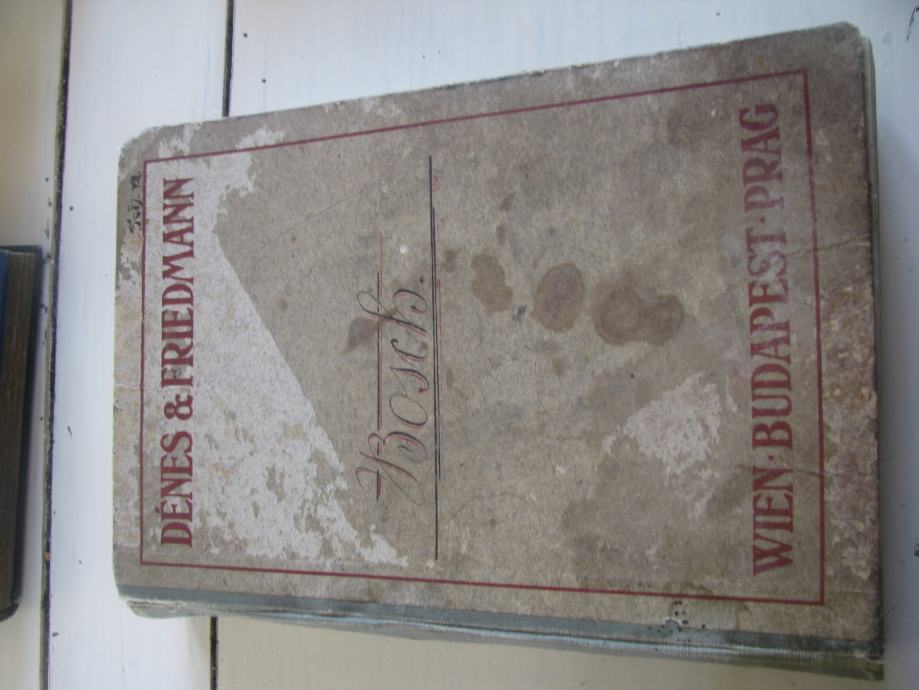 DÉNES & FRIEDMANN
Bosch.
WIEN·BUDAPEST·PRAG